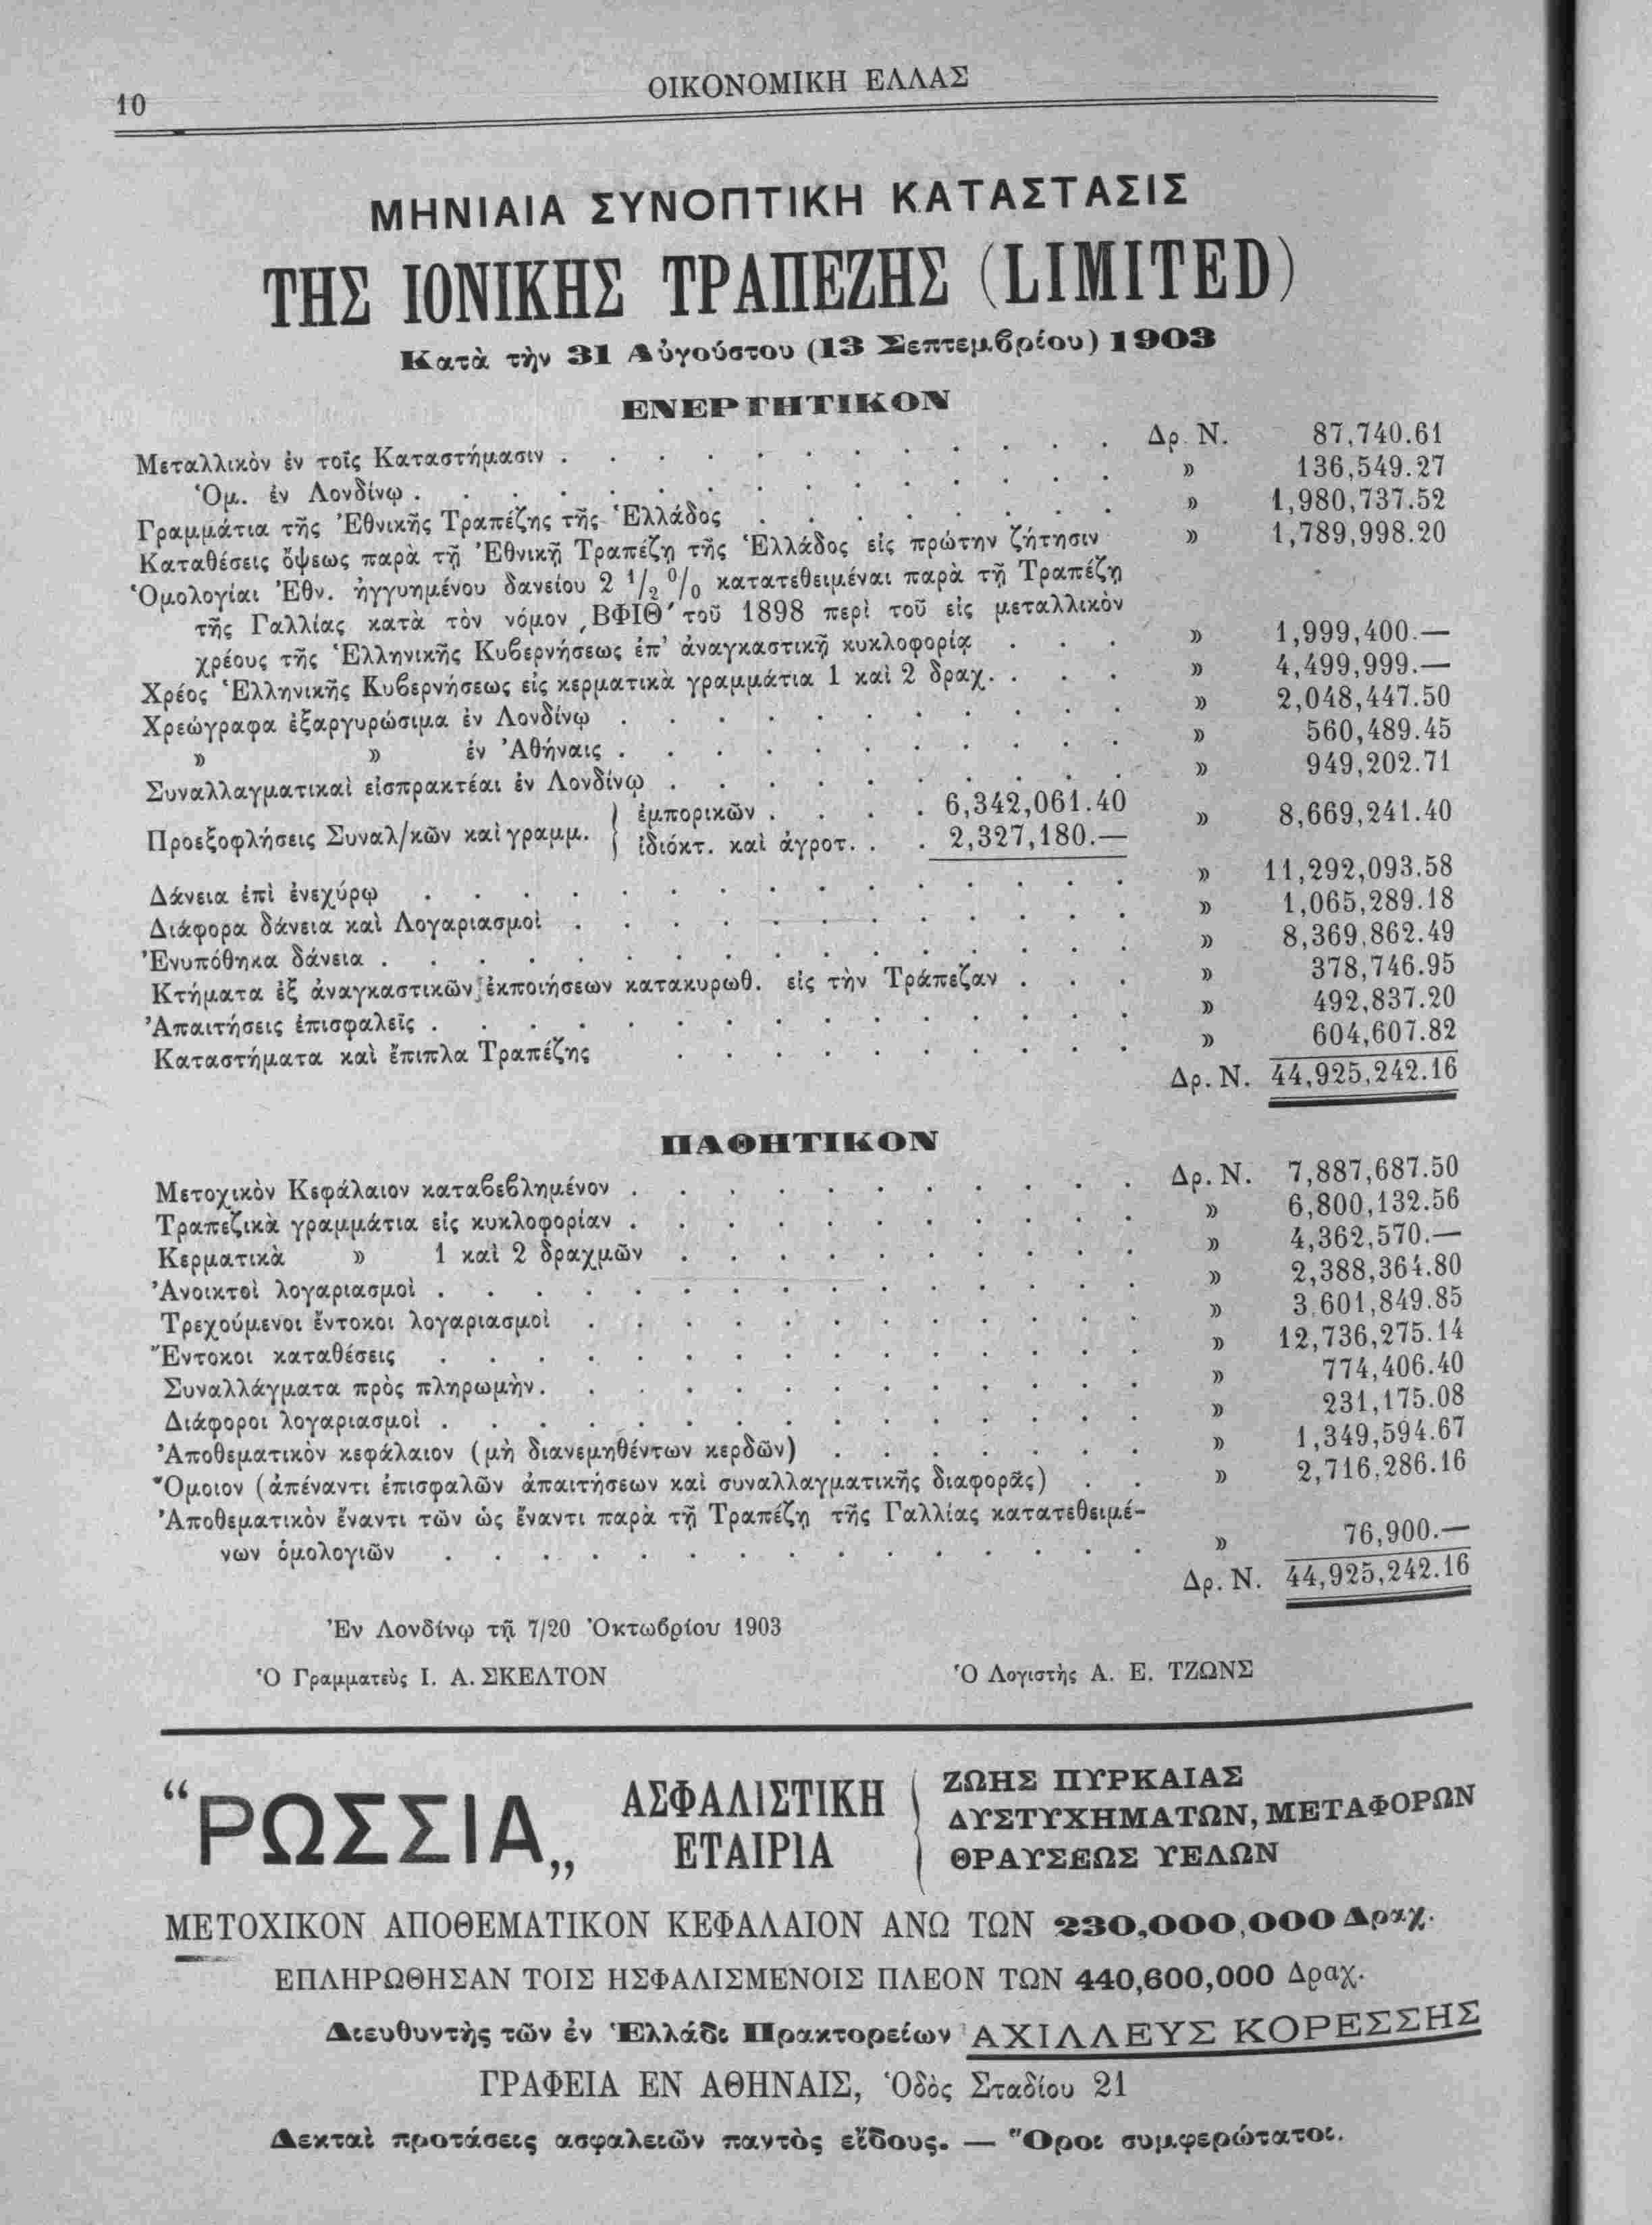 10
ΟΙΚΟΝΟΜΙΚΗ ΕΛΛΑΣ
ΜΗΝΙΑΙΑ ΣΥΝΟΠΤΙΚΗ ΚΑΤΑΣΤΑΣΙΣ
ΤΗΣ ΙΟΝΙΚΗΣ ΤΡΑΠΕΖΗΣ (LIMITED)
Κατὰ τὴν 31 Αὐγούστου (13 Σεπτεμβρίου) 1903
ΕΝΕΡΓΗΤΙΚΟΝ
Μεταλλικὸν ἐν τοῖς Καταστήμασιν . . . . . . . . . . . . Δρ. Ν. 87,740.61
Ὁμ. ἐν Λονδίνῳ . . . . . . . . . . . . . . . » 136,549.27
Γραμμάτια τῆς Ἐθνικῆς Τραπέζης τῆς Ἑλλάδος . . . . . . . . » 1,980,737.52
Καταθέσεις ὄψεως παρὰ τῇ Ἐθνικῇ Τραπέζῃ τῆς Ἑλλάδος εἰς πρώτην ζήτησιν » 1,789,998.20
Ὁμολογίαι Ἐθν. ἠγγυημένου δανείου 2 1/2 0/0 κατατεθειμέναι παρὰ τῇ Τραπέζῃ
τῆς Γαλλίας κατὰ τὸν νόμον ͵ΒΦΙΘʹ τοῦ 1898 περὶ τοῦ εἰς μεταλλικὸν
χρέους τῆς Ἑλληνικῆς Κυβερνήσεως ἐπ' ἀναγκαστικῇ κυκλοφορίᾳ . . . » 1,999,400.—
Χρέος Ἑλληνικῆς Κυβερνήσεως εἰς κερματικὰ γραμμάτια 1 καὶ 2 δραχ. . . . » 4,499,999.—
Χρεώγραφα ἐξαργυρώσιμα ἐν Λονδίνῳ . . . . . . . . . . . » 2,048,447.50
» » ἐν Ἀθήναις . . . . . . . . . . . » 560,489.45
Συναλλαγματικαὶ εἰσπρακτέαι ἐν Λονδίνῳ . . . . . . . . . . » 949,202.71
Προεξοφλήσεις Συναλ/κῶν καὶ γραμμ. { ἐμπορικῶν . . . . 6,342,061.40
ἰδιόκτ. καὶ ἀγροτ. . . 2,327,180.— » 8,669,241.40
Δάνεια ἐπὶ ἐνεχύρῳ . . . . . . . . . . . . . . . » 11,292,093.58
Διάφορα δάνεια καὶ Λογαριασμοὶ . . . . . . . . . . . . » 1,065,289.18
Ἐνυπόθηκα δάνεια . . . . . . . . . . . . . . . . » 8,369,862.49
Κτήματα ἐξ ἀναγκαστικῶν ἐκποιήσεων κατακυρωθ. εἰς τὴν Τράπεζαν . . . » 378,746.95
Ἀπαιτήσεις ἐπισφαλεῖς . . . . . . . . . . . . . . . » 492,837.20
Καταστήματα καὶ ἔπιπλα Τραπέζης . . . . . . . . . . » 604,607.82
Δρ. Ν. 44,925,242.16
ΠΑΘΗΤΙΚΟΝ
Μετοχικὸν Κεφάλαιον καταβεβλημένον . . . . . . . . . . . Δρ. Ν. 7,887,687.50
Τραπεζικὰ γραμμάτια εἰς κυκλοφορίαν . . . . . . . . . . . » 6,800,132.56
Κερματικὰ » 1 καὶ 2 δραχμῶν . . . . . . . . . . » 4,362,570.—
Ἀνοικτοὶ λογαριασμοὶ . . . . . . . . . . . . . . . » 2,388,364.80
Τρεχούμενοι ἔντοκοι λογαριασμοὶ . . . . . . . . . . . . » 3,601,849.85
Ἔντοκοι καταθέσεις . . . . . . . . . . . . . . . » 12,736,275.14
Συναλλάγματα πρὸς πληρωμὴν . . . . . . . . . . . . . » 774,406.40
Διάφοροι λογαριασμοὶ . . . . . . . . . . . . . . . » 231,175.08
Ἀποθεματικὸν κεφάλαιον (μὴ διανεμηθέντων κερδῶν) . . . . . . . » 1,349,594.67
Ὅμοιον (ἀπέναντι ἐπισφαλῶν ἀπαιτήσεων καὶ συναλλαγματικῆς διαφορᾶς) . . » 2,716,286.16
Ἀποθεματικὸν ἔναντι τῶν ὡς ἔναντι παρὰ τῇ Τραπέζῃ τῆς Γαλλίας κατατεθειμέ-
νων ὁμολογιῶν . . . . . . . . . . . . . . . » 76,900.—
Δρ. Ν. 44,925,242.16
Ἐν Λονδίνῳ τῇ 7/20 Ὀκτωβρίου 1903
Ὁ Γραμματεὺς Ι. Α. ΣΚΕΛΤΟΝ Ὁ Λογιστὴς Α. Ε. ΤΖΩΝΣ
“ΡΩΣΣΙΑ„
ΑΣΦΑΛΙΣΤΙΚΗ
ΕΤΑΙΡΙΑ
ΖΩΗΣ ΠΥΡΚΑΙΑΣ
ΔΥΣΤΥΧΗΜΑΤΩΝ, ΜΕΤΑΦΟΡΩΝ
ΘΡΑΥΣΕΩΣ ΥΕΛΩΝ
ΜΕΤΟΧΙΚΟΝ ΑΠΟΘΕΜΑΤΙΚΟΝ ΚΕΦΑΛΑΙΟΝ ΑΝΩ ΤΩΝ 230,000,000 Δραχ.
ΕΠΛΗΡΩΘΗΣΑΝ ΤΟΙΣ ΗΣΦΑΛΙΣΜΕΝΟΙΣ ΠΛΕΟΝ ΤΩΝ 440,600,000 Δραχ.
Διευθυντὴς τῶν ἐν Ἑλλάδι Πρακτορείων ΑΧΙΛΛΕΥΣ ΚΟΡΕΣΣΗΣ
ΓΡΑΦΕΙΑ ΕΝ ΑΘΗΝΑΙΣ, Ὁδὸς Σταδίου 21
Δεκταὶ προτάσεις ασφαλειῶν παντὸς εἴδους. — Ὅροι συμφερώτατοι.